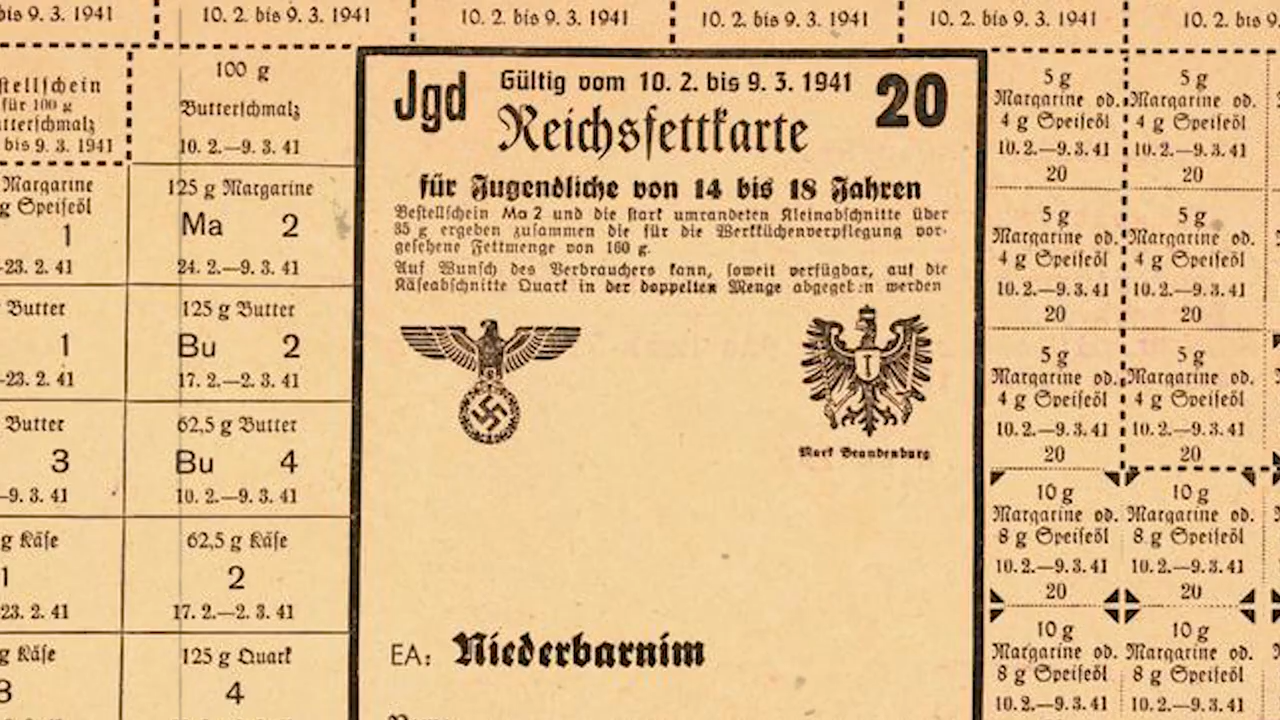 bis 9. 3. 1941
10. 2. bis 9. 3. 1941
10. 2. bis 9. 3. 1941
10. 2. bis 9. 3. 1941
10. 2. bis 9. 3. 1941
10. 2. bis 9.
für 100 g
bis 9. 3. 1941
100 g
Butterschmalz
10. 2.—9. 3. 41
Margarine
g Speiseöl
1
-23. 2. 41
125 g Margarine
Ma 2
24. 2.—9. 3. 41
Butter
1
-23. 2. 41
125 g Butter
Bu 2
17. 2.—2. 3. 41
Butter
3
—9. 3. 41
62,5 g Butter
Bu 4
10. 2.—9. 3. 41
g Käse
1
23. 2. 41
62,5 g Käse
2
17. 2.—2. 3. 41
g Käse
3
125 g Quark
4
Jgd
Gültig vom 10. 2. bis 9. 3. 1941
20
Reichsfettkarte
für Jugendliche von 14 bis 18 Jahren
Bestellschein Ma 2 und die stark umrandeten Kleinabschnitte über
85 g ergeben zusammen die für die Werkküchenverpflegung vor-
gesehene Fettmenge von 160 g.
Auf Wunsch des Verbrauchers kann, soweit verfügbar, auf die
Käseabschnitte Quark in der doppelten Menge abgegeben werden
Mark Brandenburg
EA: Niederbarnim
5 g
Margarine od.
4 g Speiseöl
10. 2.—9. 3. 41
20
5 g
Margarine od.
4 g Speiseöl
10. 2.—9. 3. 41
20
5 g
Margarine od.
4 g Speiseöl
10. 2.—9. 3. 41
20
5 g
Margarine od.
4 g Speiseöl
10. 2.—9. 3. 41
20
5 g
Margarine od.
4 g Speiseöl
10. 2.—9. 3. 41
20
5 g
Margarine od.
4 g Speiseöl
10. 2.—9. 3. 41
20
10 g
Margarine od.
8 g Speiseöl
10. 2.—9. 3. 41
20
10 g
Margarine od.
8 g Speiseöl
10. 2.—9. 3. 41
20
10 g
Margarine od.
8 g Speiseöl
10. 2.—9. 3. 41
10 g
Margarine od.
8 g Speiseöl
10. 2.—9. 3. 41